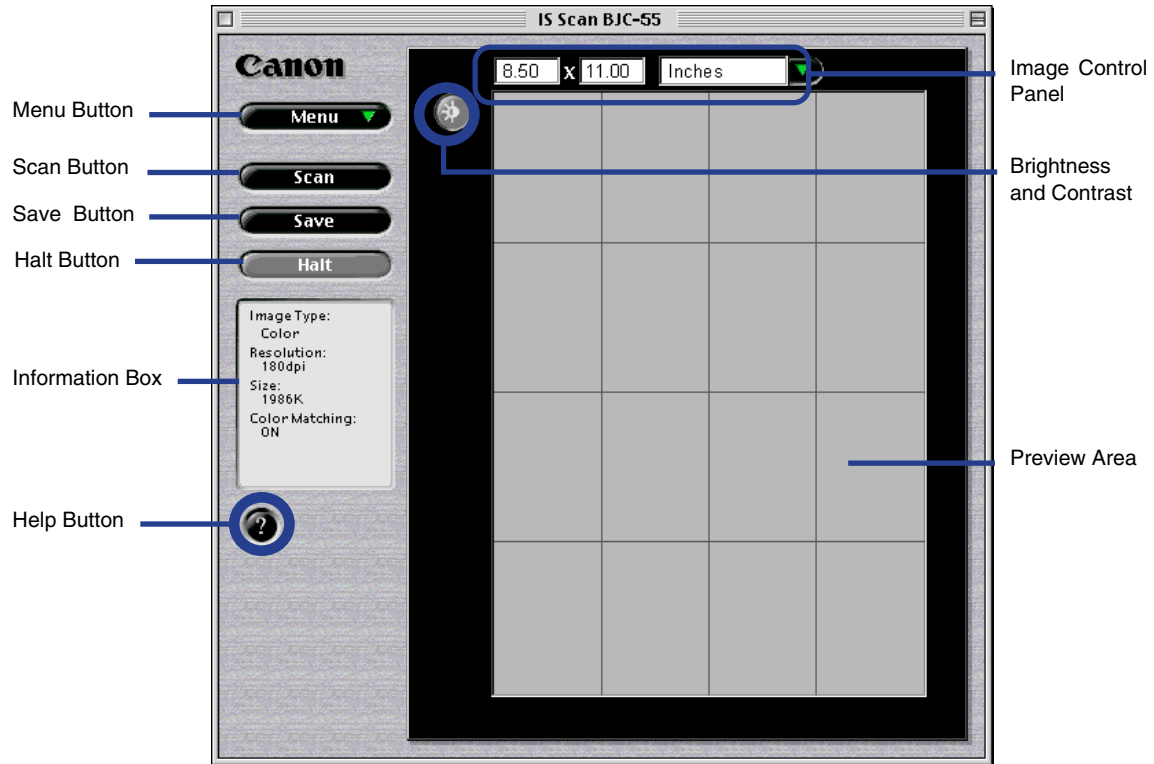 IS Scan BJC-55
Canon
8.50 x 11.00 Inches
Image Control
Panel
Menu Button
Menu
Brightness
and Contrast
Scan Button
Scan
Save Button
Save
Halt Button
Halt
Image Type:
Color
Resolution:
180dpi
Size:
1986K
Color Matching:
ON
Information Box
Preview Area
Help Button
?